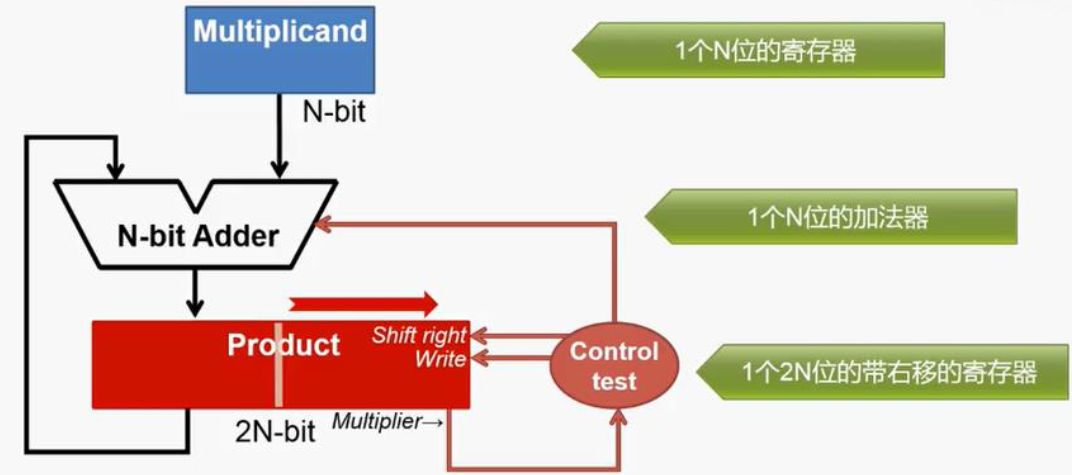 Multiplicand
1个N位的寄存器
N-bit
1个N位的加法器
N-bit Adder
Product
Shift right
Write
Control
test
1个2N位的带右移的寄存器
2N-bit
Multiplier→